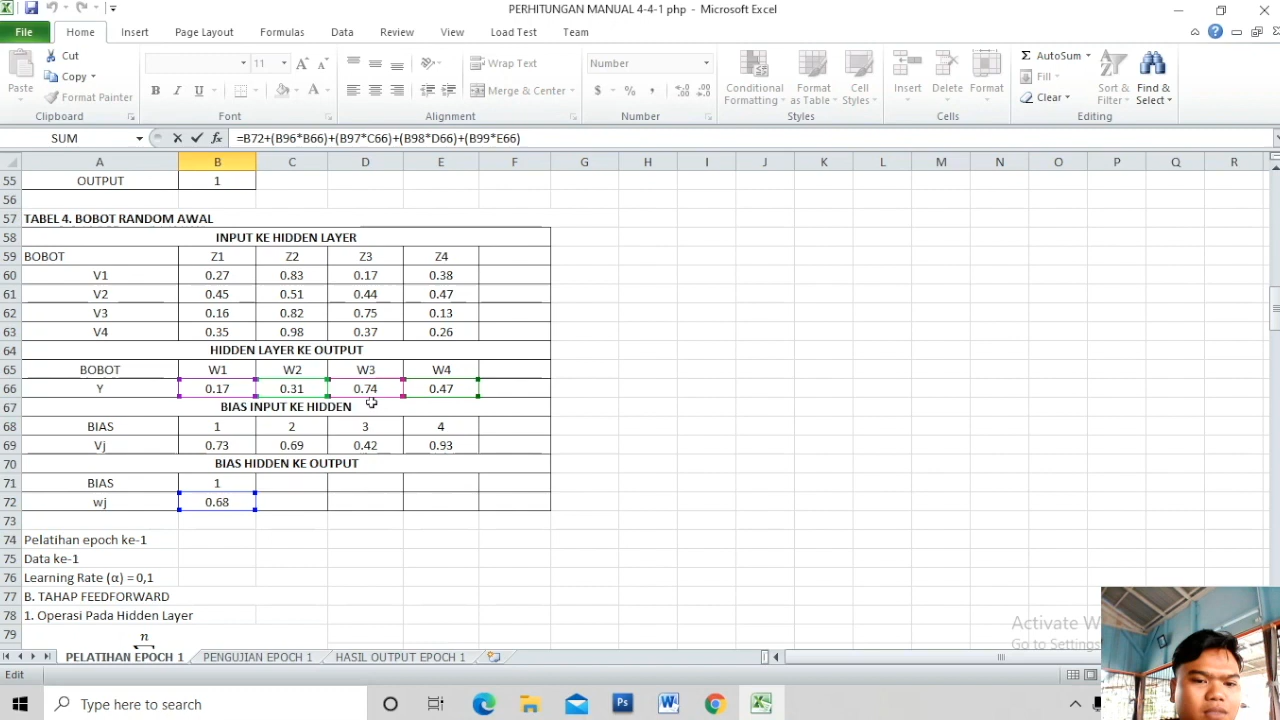 PERHITUNGAN MANUAL 4-4-1 php - Microsoft Excel
File Home Insert Page Layout Formulas Data Review View Load Test Team
Cut
Copy
Format Painter
Paste
Clipboard
11 A A
B I U A
Font
Wrap Text
Merge & Center
Alignment
Number
$ % ,
Number
Conditional Formatting
Format as Table
Cell Styles
Styles
Insert Delete Format
Cells
AutoSum
Fill
Clear
Sort & Filter
Find & Select
Editing
SUM fx =B72+(B96*B66)+(B97*C66)+(B98*D66)+(B99*E66)
A B C D E F G H I J K L M N O P Q R
55 OUTPUT 1
56
57 TABEL 4. BOBOT RANDOM AWAL
58 INPUT KE HIDDEN LAYER
59 BOBOT Z1 Z2 Z3 Z4
60 V1 0.27 0.83 0.17 0.38
61 V2 0.45 0.51 0.44 0.47
62 V3 0.16 0.82 0.75 0.13
63 V4 0.35 0.98 0.37 0.26
64 HIDDEN LAYER KE OUTPUT
65 BOBOT W1 W2 W3 W4
66 Y 0.17 0.31 0.74 0.47
67 BIAS INPUT KE HIDDEN
68 BIAS 1 2 3 4
69 Vj 0.73 0.69 0.42 0.93
70 BIAS HIDDEN KE OUTPUT
71 BIAS 1
72 wj 0.68
73
74 Pelatihan epoch ke-1
75 Data ke-1
76 Learning Rate (α) = 0,1
77 B. TAHAP FEEDFORWARD
78 1. Operasi Pada Hidden Layer
79 n
Activate W
Go to Settings
PELATIHAN EPOCH 1 PENGUJIAN EPOCH 1 HASIL OUTPUT EPOCH 1
Edit
Type here to search